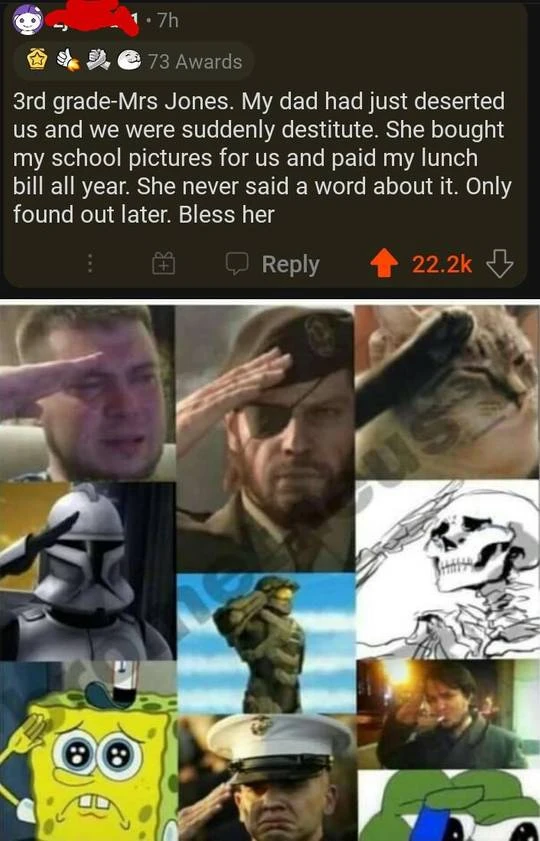 • 7h
73 Awards
3rd grade-Mrs Jones. My dad had just deserted
us and we were suddenly destitute. She bought
my school pictures for us and paid my lunch
bill all year. She never said a word about it. Only
found out later. Bless her
Reply
22.2k